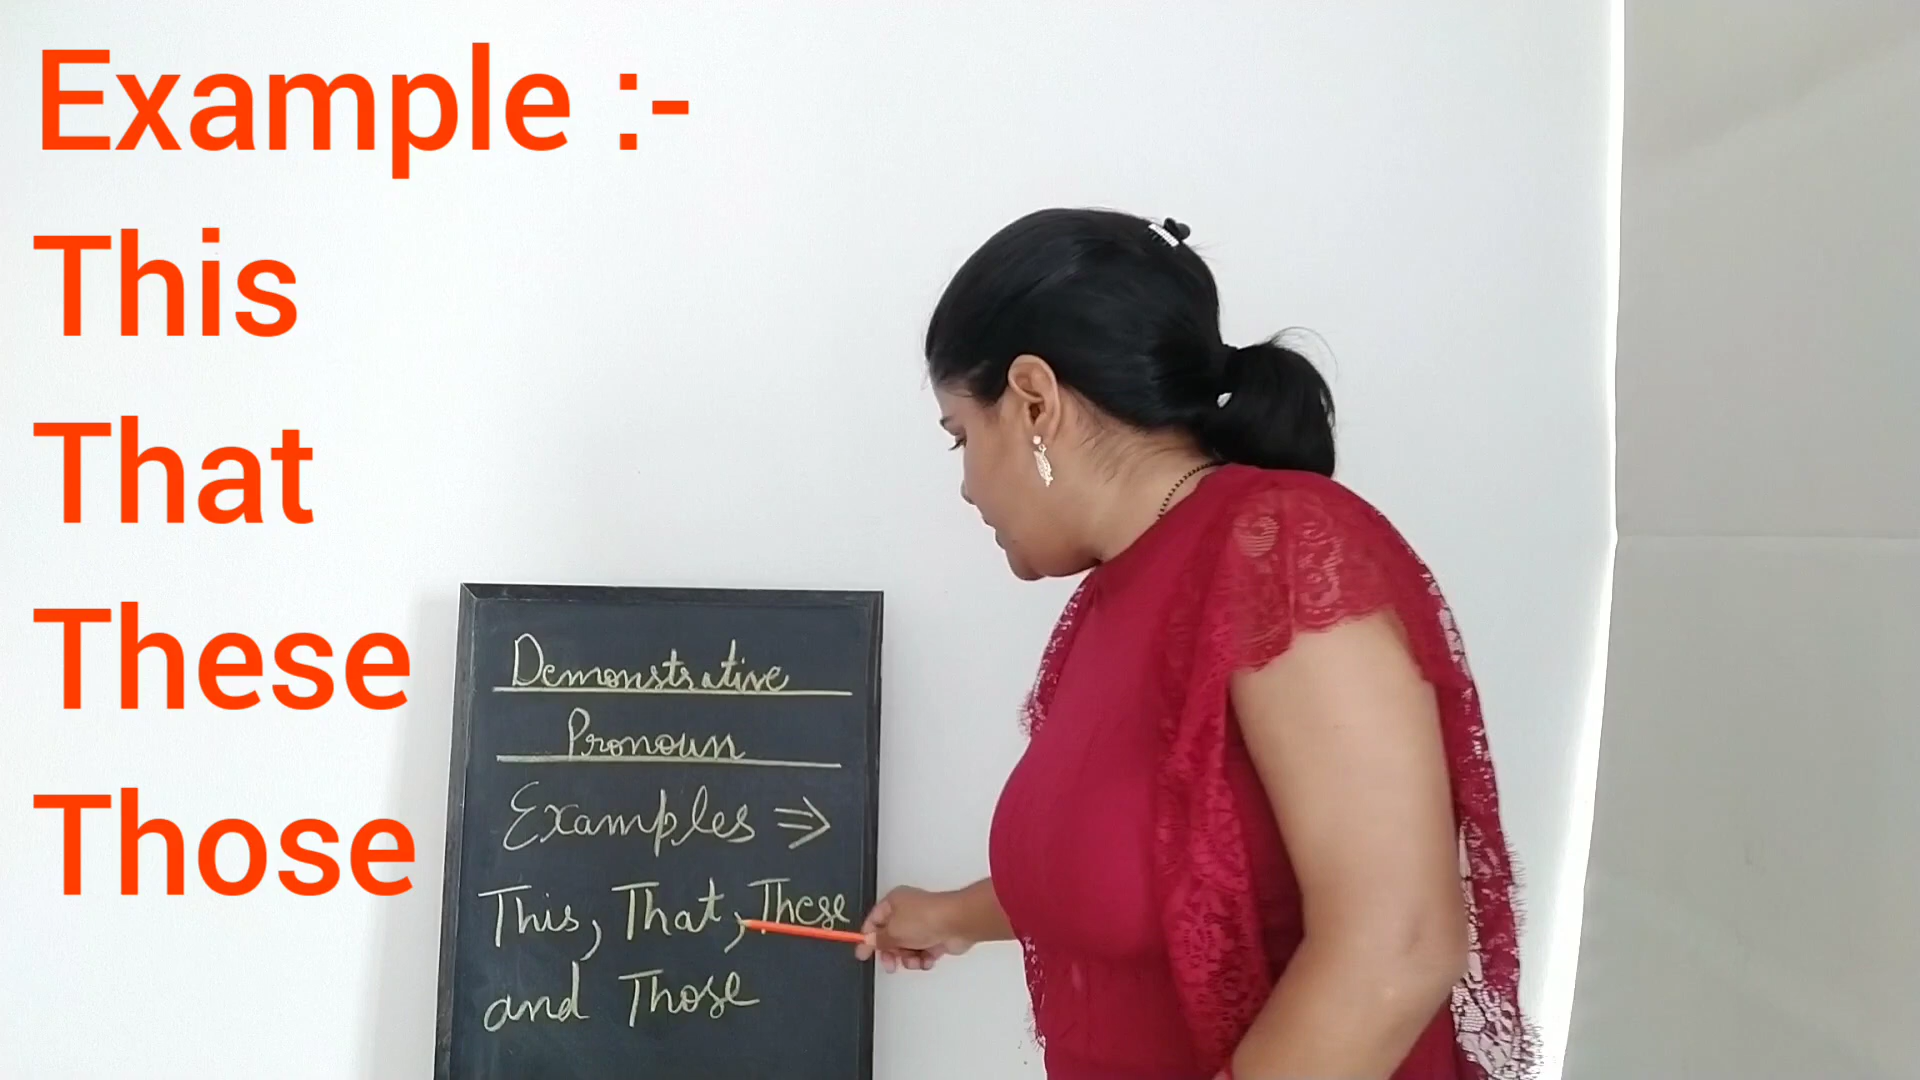 Example :-
This
That
These
Those
Demonstrative
Pronoun
Examples ⇒
This, That, These
and Those